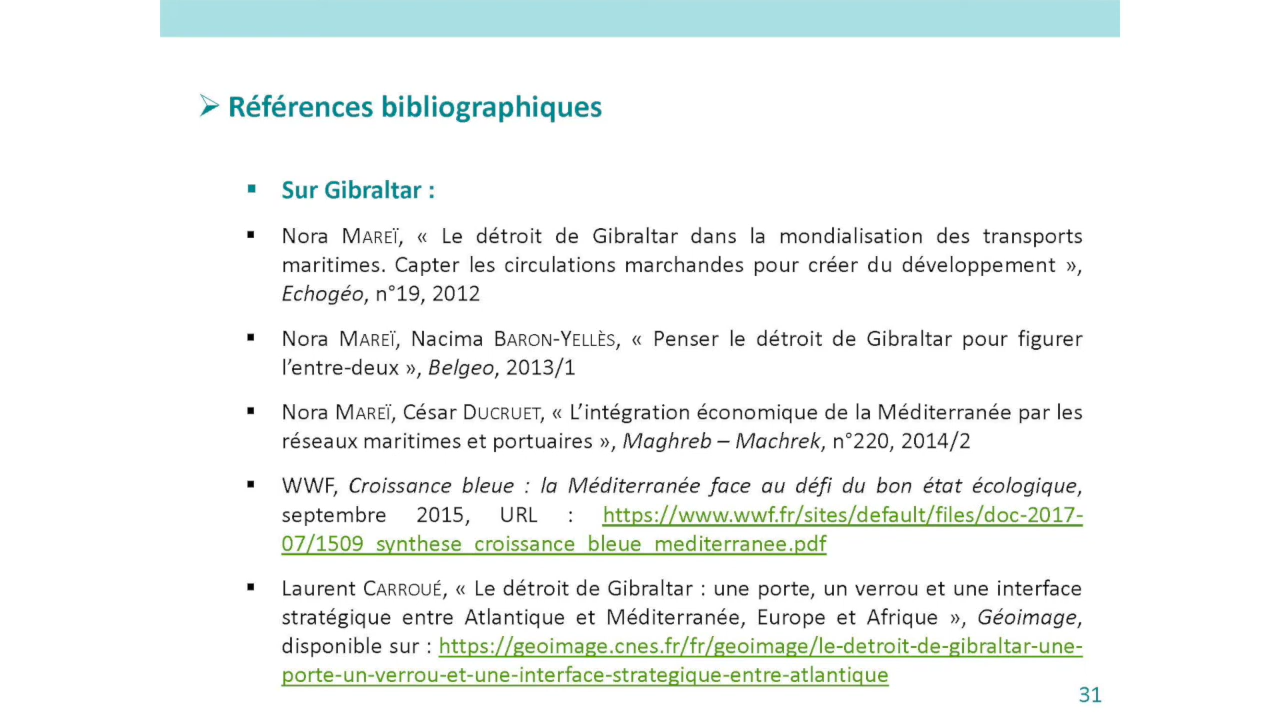 Références bibliographiques
Sur Gibraltar :
Nora MAREÏ, « Le détroit de Gibraltar dans la mondialisation des transports
maritimes. Capter les circulations marchandes pour créer du développement »,
Echogéo, n°19, 2012
Nora MAREÏ, Nacima BARON-YELLÈS, « Penser le détroit de Gibraltar pour figurer
l’entre-deux », Belgeo, 2013/1
Nora MAREÏ, César DUCRUET, « L’intégration économique de la Méditerranée par les
réseaux maritimes et portuaires », Maghreb – Machrek, n°220, 2014/2
WWF, Croissance bleue : la Méditerranée face au défi du bon état écologique,
septembre 2015, URL : https://www.wwf.fr/sites/default/files/doc-2017-
07/1509_synthese_croissance_bleue_mediterranee.pdf
Laurent CARROUÉ, « Le détroit de Gibraltar : une porte, un verrou et une interface
stratégique entre Atlantique et Méditerranée, Europe et Afrique », Géoimage,
disponible sur : https://geoimage.cnes.fr/fr/geoimage/le-detroit-de-gibraltar-une-
porte-un-verrou-et-une-interface-strategique-entre-atlantique
31